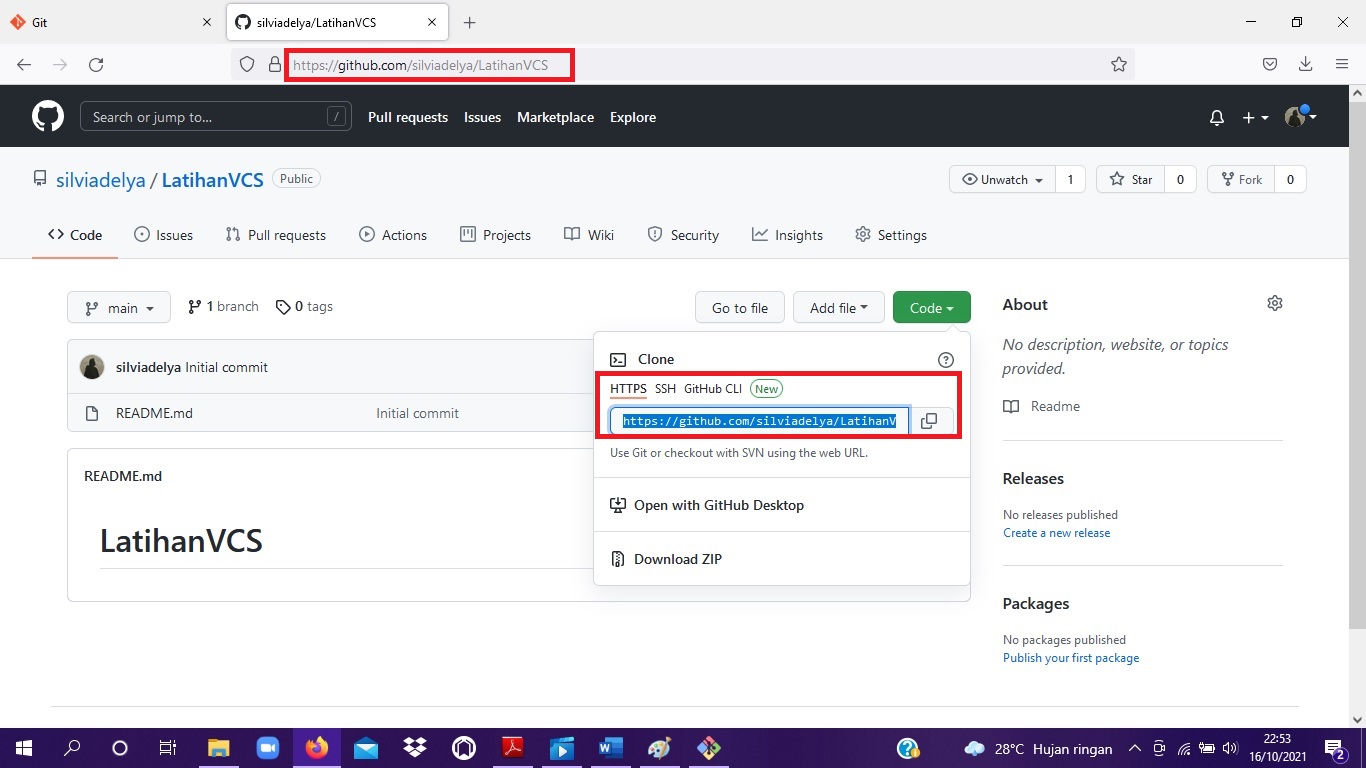 Git
silviadelya/LatihanVCS
https://github.com/silviadelya/LatihanVCS
Search or jump to... /
Pull requests Issues Marketplace Explore
silviadelya / LatihanVCS Public
Unwatch 1 Star 0 Fork 0
Code Issues Pull requests Actions Projects Wiki Security Insights Settings
main 1 branch 0 tags
Go to file Add file Code
silviadelya Initial commit
README.md Initial commit
README.md
LatihanVCS
Clone
HTTPS SSH GitHub CLI New
https://github.com/silviadelya/LatihanV
Use Git or checkout with SVN using the web URL.
Open with GitHub Desktop
Download ZIP
About
No description, website, or topics
provided.
Readme
Releases
No releases published
Create a new release
Packages
No packages published
Publish your first package
28°C Hujan ringan
22:53
16/10/2021
2